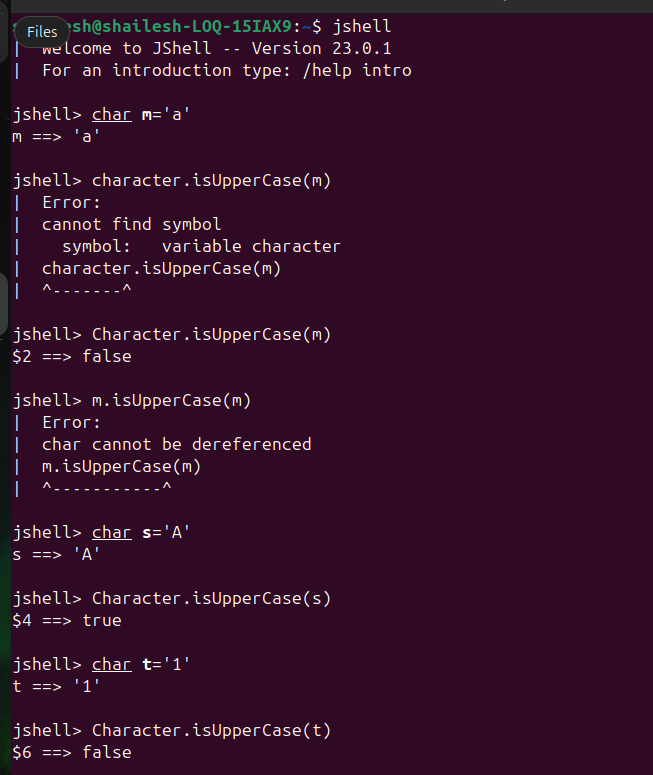 Files
sh@shailesh-LOQ-15IAX9:~$ jshell
| Welcome to JShell -- Version 23.0.1
| For an introduction type: /help intro
jshell> char m='a'
m ==> 'a'
jshell> character.isUpperCase(m)
| Error:
| cannot find symbol
|   symbol:   variable character
| character.isUpperCase(m)
| ^-------^
jshell> Character.isUpperCase(m)
$2 ==> false
jshell> m.isUpperCase(m)
| Error:
| char cannot be dereferenced
| m.isUpperCase(m)
| ^-----------^
jshell> char s='A'
s ==> 'A'
jshell> Character.isUpperCase(s)
$4 ==> true
jshell> char t='1'
t ==> '1'
jshell> Character.isUpperCase(t)
$6 ==> false